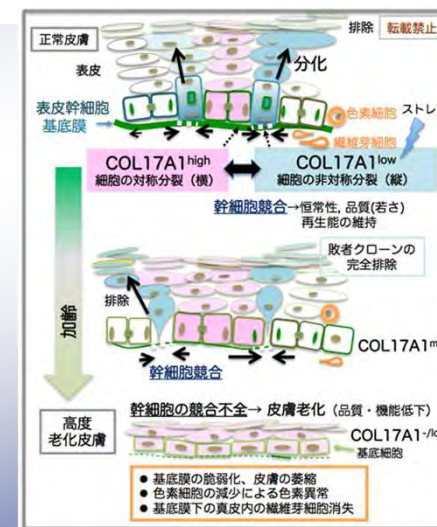 排除
転載禁止
正常皮膚
表皮
分化
表皮幹細胞
基底膜
色素細胞
ストレ
繊維芽細胞
COL17A1high
細胞の対称分裂（横）
COL17A1low
細胞の非対称分裂（縦）
幹細胞競合→恒常性, 品質(若さ)
再生能の維持
敗者クローンの
完全排除
排除
加齢
COL17A1m
幹細胞競合
幹細胞の競合不全→ 皮膚老化（品質・機能低下）
高度
老化皮膚
COL17A1-/lo
基底細胞
● 基底膜の脆弱化、皮膚の萎縮
● 色素細胞の減少による色素異常
● 基底膜下の真皮内の繊維芽細胞消失